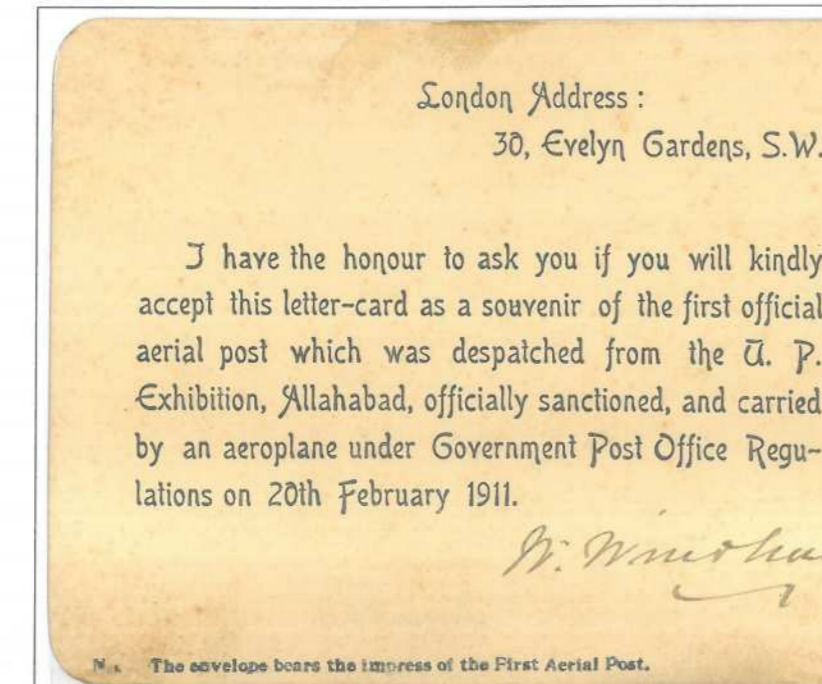 London Address :
30, Evelyn Gardens, S.W.
I have the honour to ask you if you will kindly
accept this letter-card as a souvenir of the first official
aerial post which was despatched from the U. P.
Exhibition, Allahabad, officially sanctioned, and carried
by an aeroplane under Government Post Office Regu-
lations on 20th February 1911.
W. Windha
The envelope bears the impress of the First Aerial Post.